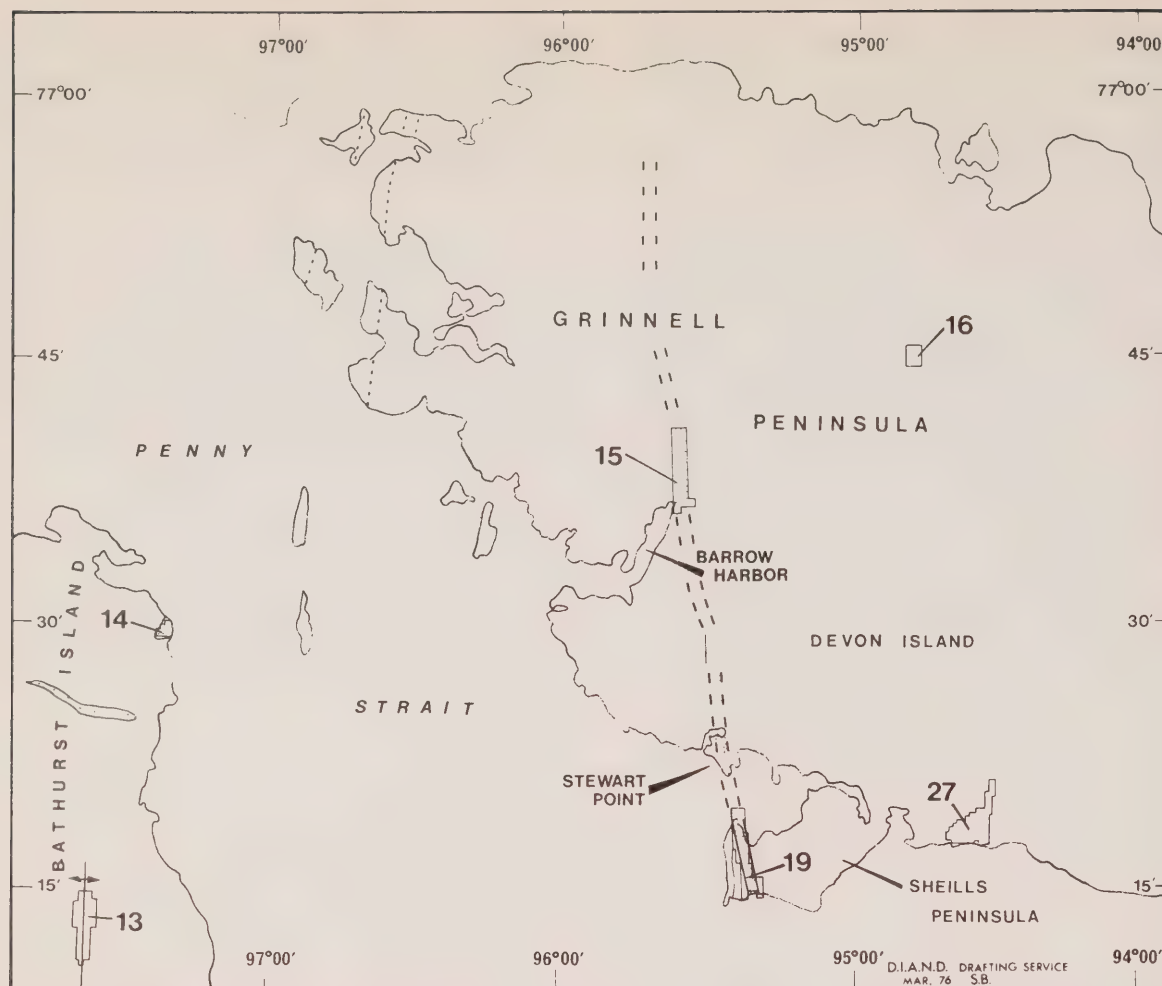 97°00'
96°00'
95°00'
94°00'
77°00'
77°00'
GRINNELL
16
45'
45'
PENINSULA
PENNY
15
BARROW
HARBOR
BATHURST ISLAND
14
30'
30'
DEVON ISLAND
STRAIT
STEWART
POINT
27
19
15'
SHEILLS
15'
PENINSULA
13
97°00'
96°00'
95°00'
94°00'
D.I.A.N.D. DRAFTING SERVICE
MAR. 76 S.B.